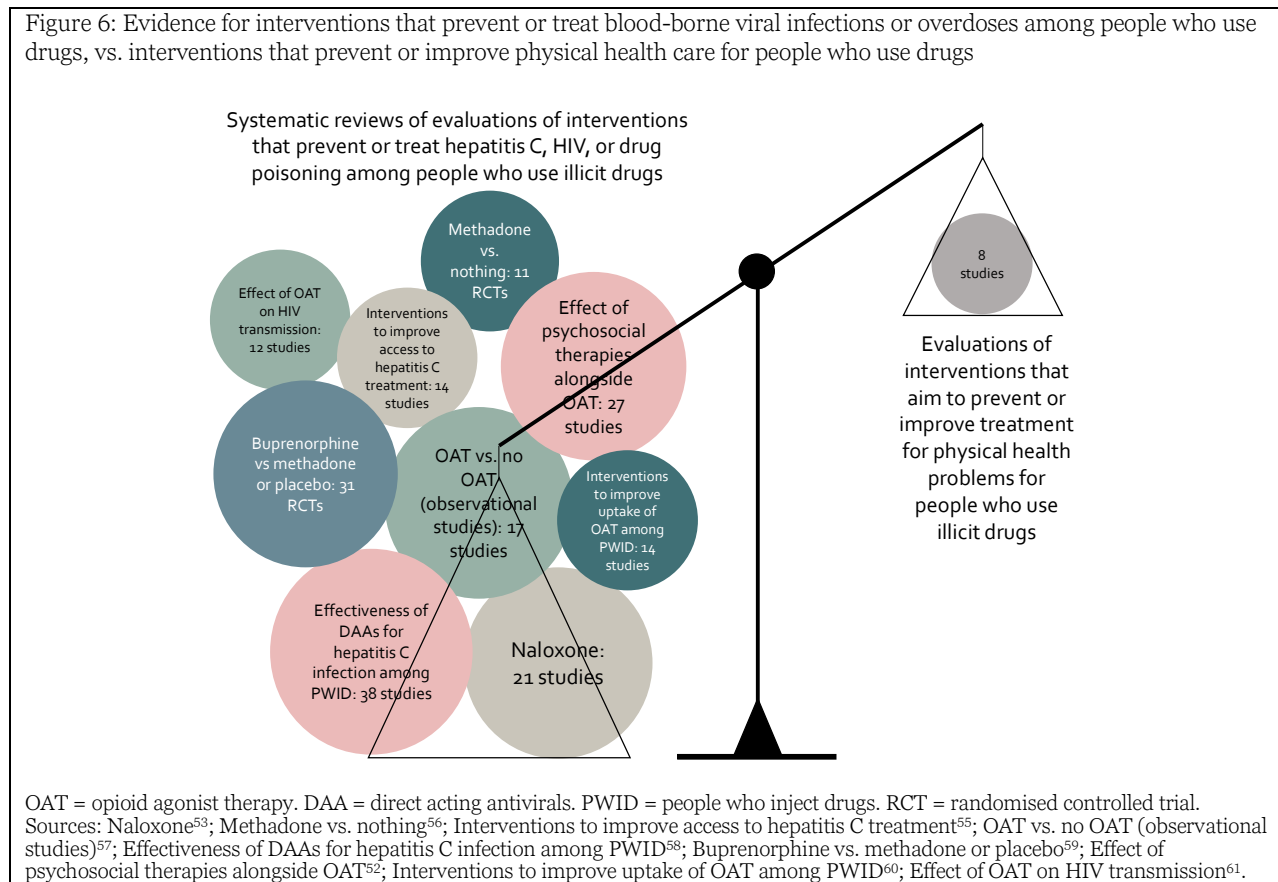 Figure 6: Evidence for interventions that prevent or treat blood-borne viral infections or overdoses among people who use
drugs, vs. interventions that prevent or improve physical health care for people who use drugs
Systematic reviews of evaluations of interventions
that prevent or treat hepatitis C, HIV, or drug
poisoning among people who use illicit drugs
Methadone
vs.
nothing: 11
RCTs
Effect of OAT
on HIV
transmission:
12 studies
Interventions
to improve
access to
hepatitis C
treatment: 14
studies
Effect of
psychosocial
therapies
alongside
OAT: 27
studies
Buprenorphine
vs methadone
or placebo: 31
RCTs
OAT vs. no
OAT
(observational
studies): 17
studies
Interventions
to improve
uptake of
OAT among
PWID: 14
studies
Effectiveness of
DAAs for
hepatitis C
infection among
PWID: 38 studies
Naloxone:
21 studies
8
studies
Evaluations of
interventions that
aim to prevent or
improve treatment
for physical health
problems for
people who use
illicit drugs
OAT = opioid agonist therapy. DAA = direct acting antivirals. PWID = people who inject drugs. RCT = randomised controlled trial.
Sources: Naloxone⁵³; Methadone vs. nothing⁵⁶; Interventions to improve access to hepatitis C treatment⁵⁵; OAT vs. no OAT (observational
studies)⁵⁷; Effectiveness of DAAs for hepatitis C infection among PWID⁵⁸; Buprenorphine vs. methadone or placebo⁵⁹; Effect of
psychosocial therapies alongside OAT⁵²; Interventions to improve uptake of OAT among PWID⁶⁰; Effect of OAT on HIV transmission⁶¹.